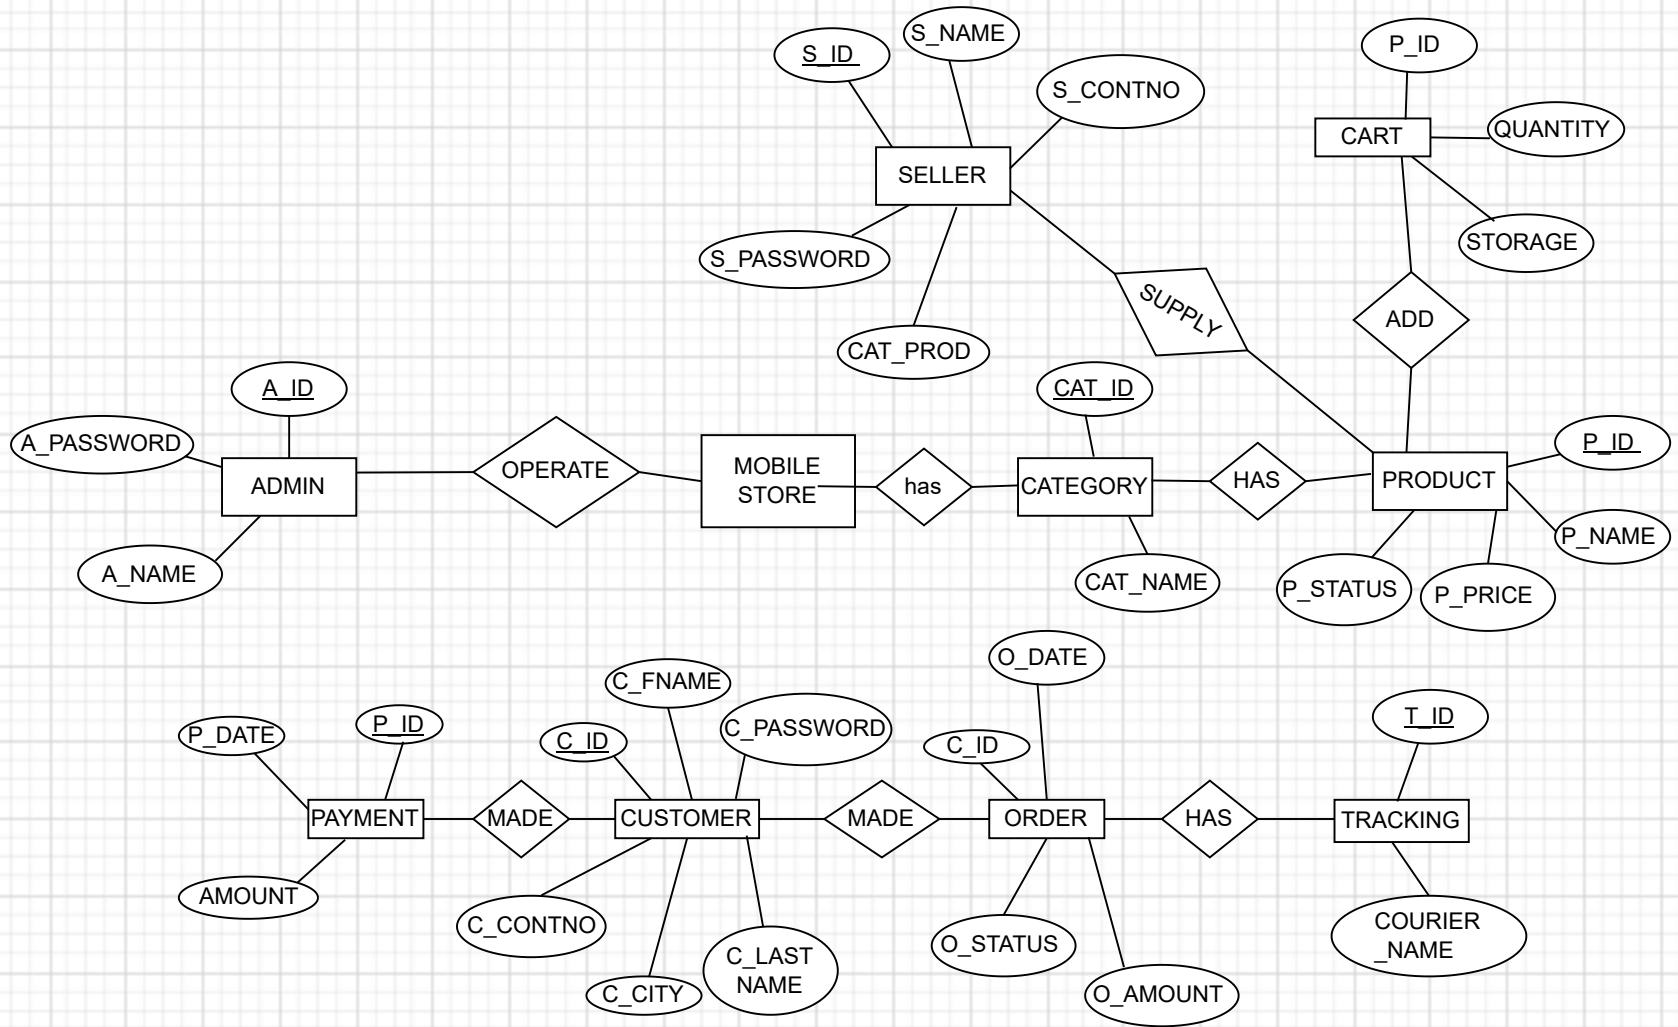 S_ID
S_NAME
P_ID
S_CONTNO
QUANTITY
CART
SELLER
STORAGE
S_PASSWORD
SUPPLY
ADD
CAT_PROD
A_ID
CAT_ID
A_PASSWORD
OPERATE
MOBILE
STORE
ADMIN
has
CATEGORY
HAS
PRODUCT
P_ID
P_NAME
A_NAME
CAT_NAME
P_STATUS
P_PRICE
O_DATE
C_FNAME
P_DATE
P_ID
C_ID
C_PASSWORD
C_ID
T_ID
PAYMENT
MADE
CUSTOMER
MADE
ORDER
HAS
TRACKING
AMOUNT
C_CONTNO
C_CITY
C_LAST
NAME
O_STATUS
O_AMOUNT
COURIER
_NAME